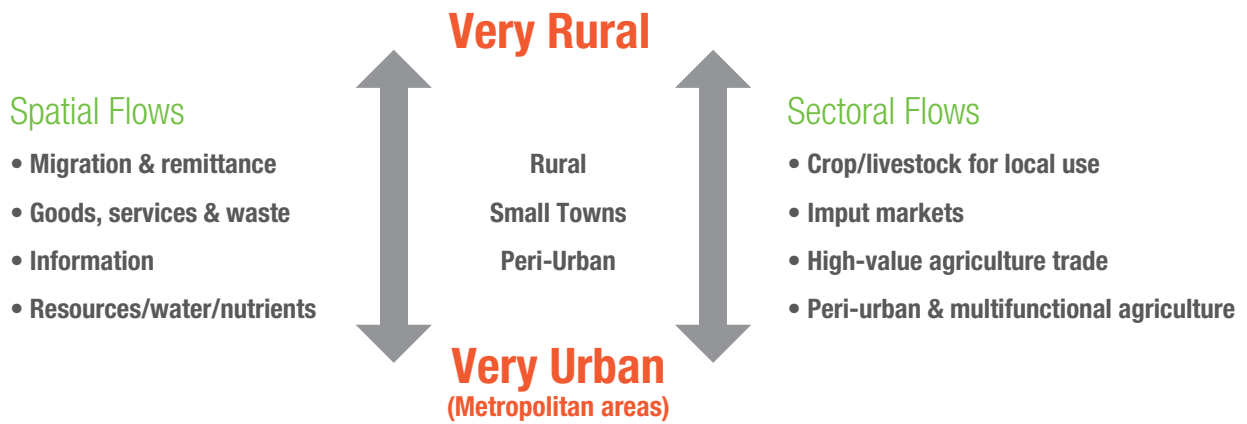 Very Rural
Spatial Flows
• Migration & remittance
• Goods, services & waste
• Information
• Resources/water/nutrients
Rural
Small Towns
Peri-Urban
Sectoral Flows
• Crop/livestock for local use
• Imput markets
• High-value agriculture trade
• Peri-urban & multifunctional agriculture
Very Urban
(Metropolitan areas)